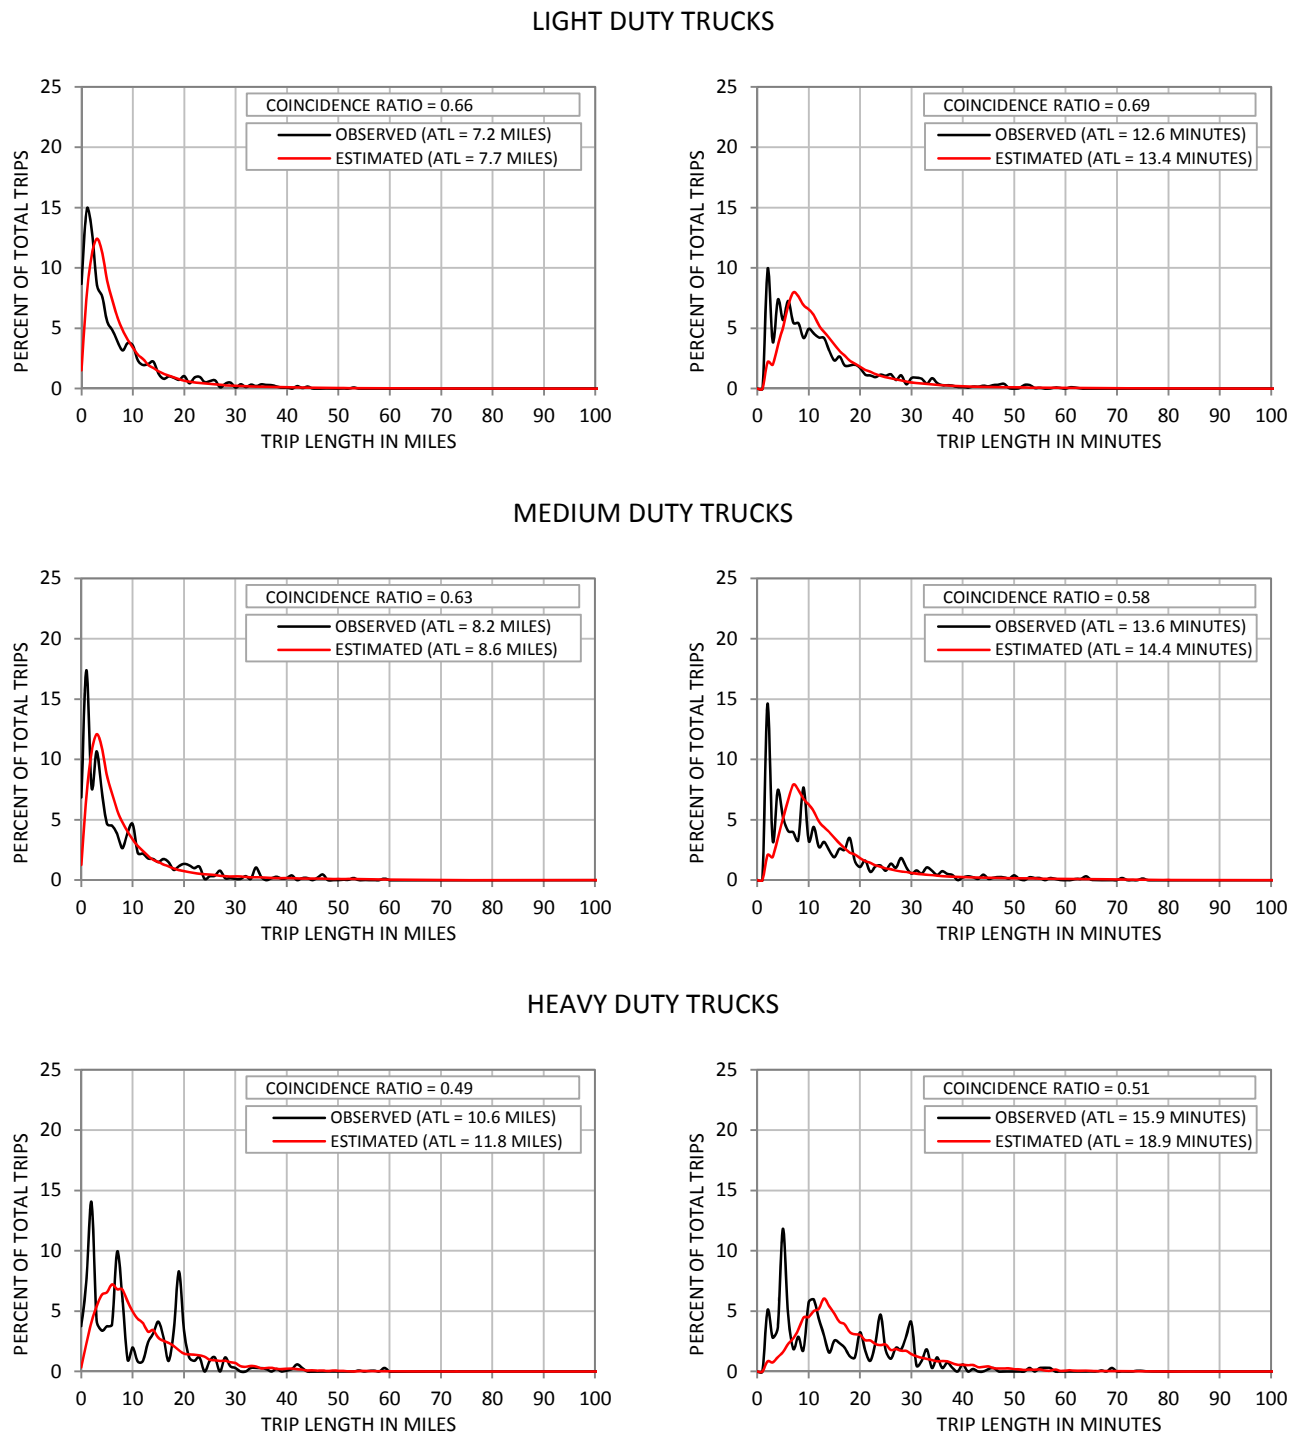 LIGHT DUTY TRUCKS
PERCENT OF TOTAL TRIPS
25
20
15
10
5
0
COINCIDENCE RATIO = 0.66
OBSERVED (ATL = 7.2 MILES)
ESTIMATED (ATL = 7.7 MILES)
0 10 20 30 40 50 60 70 80 90 100
TRIP LENGTH IN MILES
PERCENT OF TOTAL TRIPS
25
20
15
10
5
0
COINCIDENCE RATIO = 0.69
OBSERVED (ATL = 12.6 MINUTES)
ESTIMATED (ATL = 13.4 MINUTES)
0 10 20 30 40 50 60 70 80 90 100
TRIP LENGTH IN MINUTES
MEDIUM DUTY TRUCKS
PERCENT OF TOTAL TRIPS
25
20
15
10
5
0
COINCIDENCE RATIO = 0.63
OBSERVED (ATL = 8.2 MILES)
ESTIMATED (ATL = 8.6 MILES)
0 10 20 30 40 50 60 70 80 90 100
TRIP LENGTH IN MILES
PERCENT OF TOTAL TRIPS
25
20
15
10
5
0
COINCIDENCE RATIO = 0.58
OBSERVED (ATL = 13.6 MINUTES)
ESTIMATED (ATL = 14.4 MINUTES)
0 10 20 30 40 50 60 70 80 90 100
TRIP LENGTH IN MINUTES
HEAVY DUTY TRUCKS
PERCENT OF TOTAL TRIPS
25
20
15
10
5
0
COINCIDENCE RATIO = 0.49
OBSERVED (ATL = 10.6 MILES)
ESTIMATED (ATL = 11.8 MILES)
0 10 20 30 40 50 60 70 80 90 100
TRIP LENGTH IN MILES
PERCENT OF TOTAL TRIPS
25
20
15
10
5
0
COINCIDENCE RATIO = 0.51
OBSERVED (ATL = 15.9 MINUTES)
ESTIMATED (ATL = 18.9 MINUTES)
0 10 20 30 40 50 60 70 80 90 100
TRIP LENGTH IN MINUTES